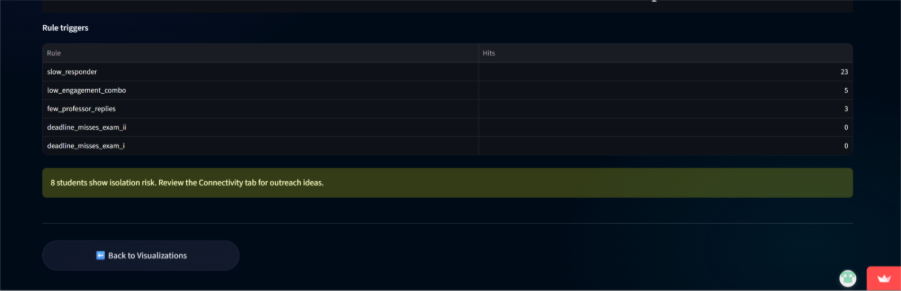 Rule triggers
Rule Hits
slow_responder 23
low_engagement_combo 5
few_professor_replies 3
deadline_misses_exam_ii 0
deadline_misses_exam_i 0
8 students show isolation risk. Review the Connectivity tab for outreach ideas.
Back to Visualizations